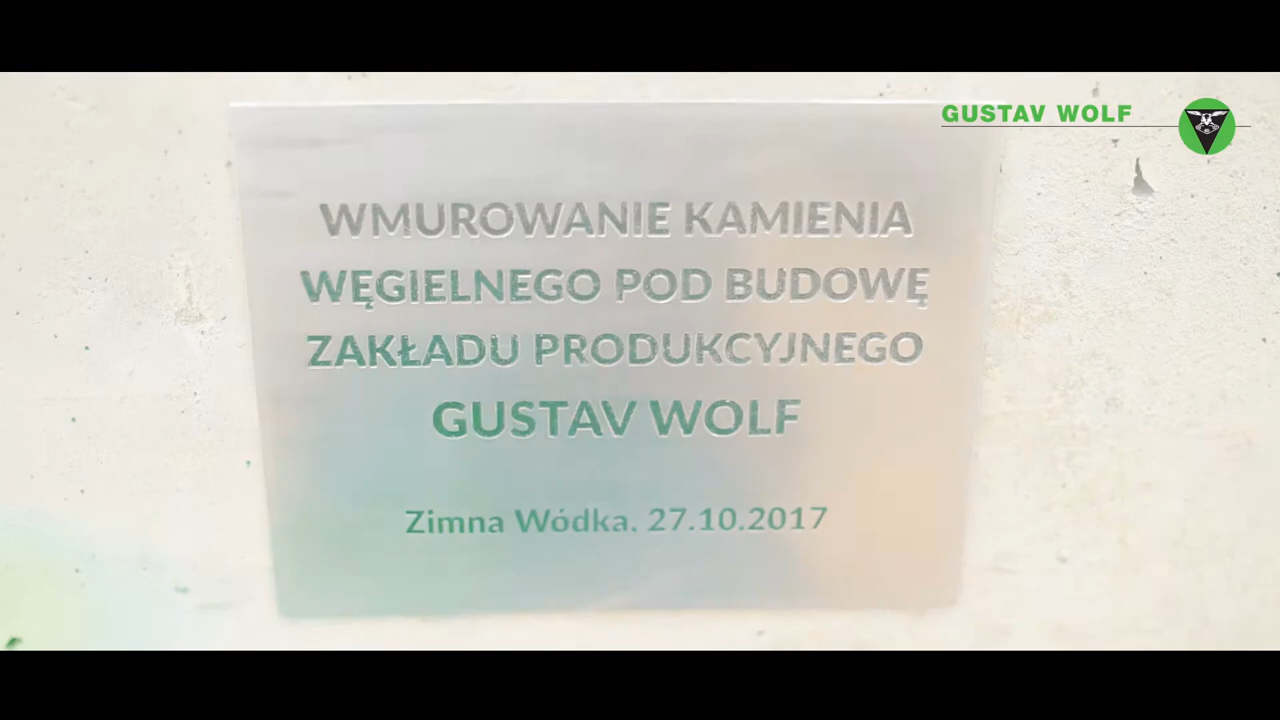 GUSTAV WOLF
WMUROWANIE KAMIENIA
WĘGIELNEGO POD BUDOWĘ
ZAKŁADU PRODUKCYJNEGO
GUSTAV WOLF
Zimna Wódka, 27.10.2017